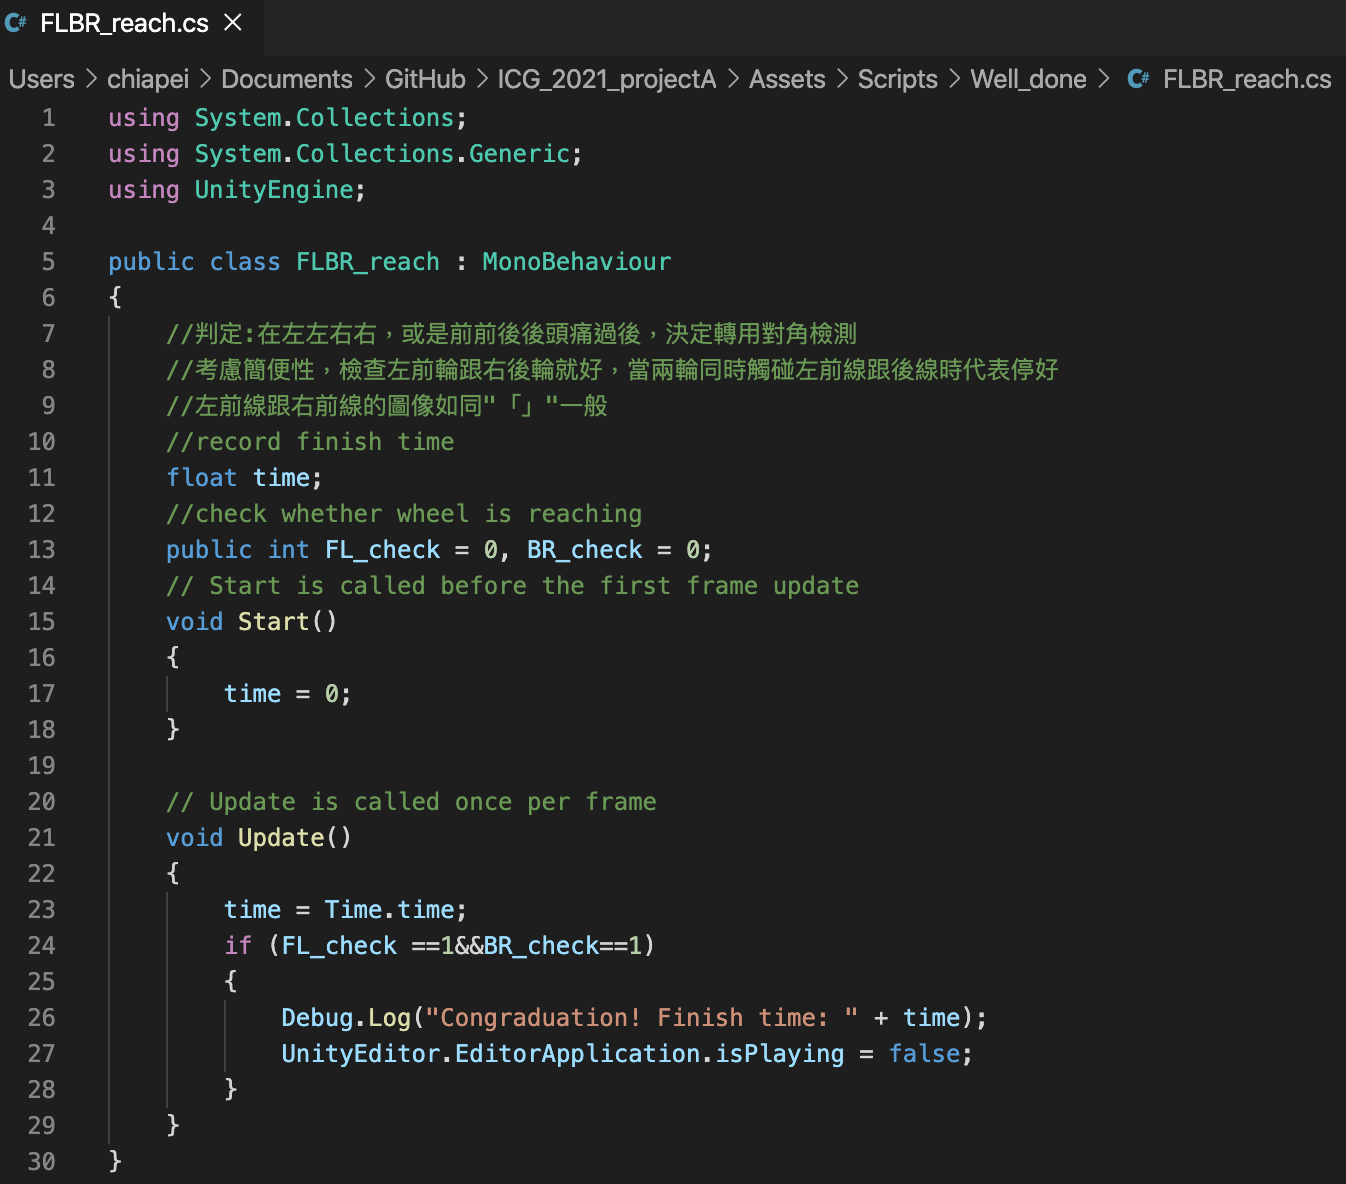 FLBR_reach.cs
Users > chiapei > Documents > GitHub > ICG_2021_projectA > Assets > Scripts > Well_done > FLBR_reach.cs
1 using System.Collections;
2 using System.Collections.Generic;
3 using UnityEngine;
4
5 public class FLBR_reach : MonoBehaviour
6 {
7 //判定:在左左右右，或是前前後後頭痛過後，決定轉用對角檢測
8 //考慮簡便性，檢查左前輪跟右後輪就好，當兩輪同時觸碰左前線跟後線時代表停好
9 //左前線跟右前線的圖像如同"「」"一般
10 //record finish time
11 float time;
12 //check whether wheel is reaching
13 public int FL_check = 0, BR_check = 0;
14 // Start is called before the first frame update
15 void Start()
16 {
17 time = 0;
18 }
19
20 // Update is called once per frame
21 void Update()
22 {
23 time = Time.time;
24 if (FL_check ==1&&BR_check==1)
25 {
26 Debug.Log("Congraduation! Finish time: " + time);
27 UnityEditor.EditorApplication.isPlaying = false;
28 }
29 }
30 }